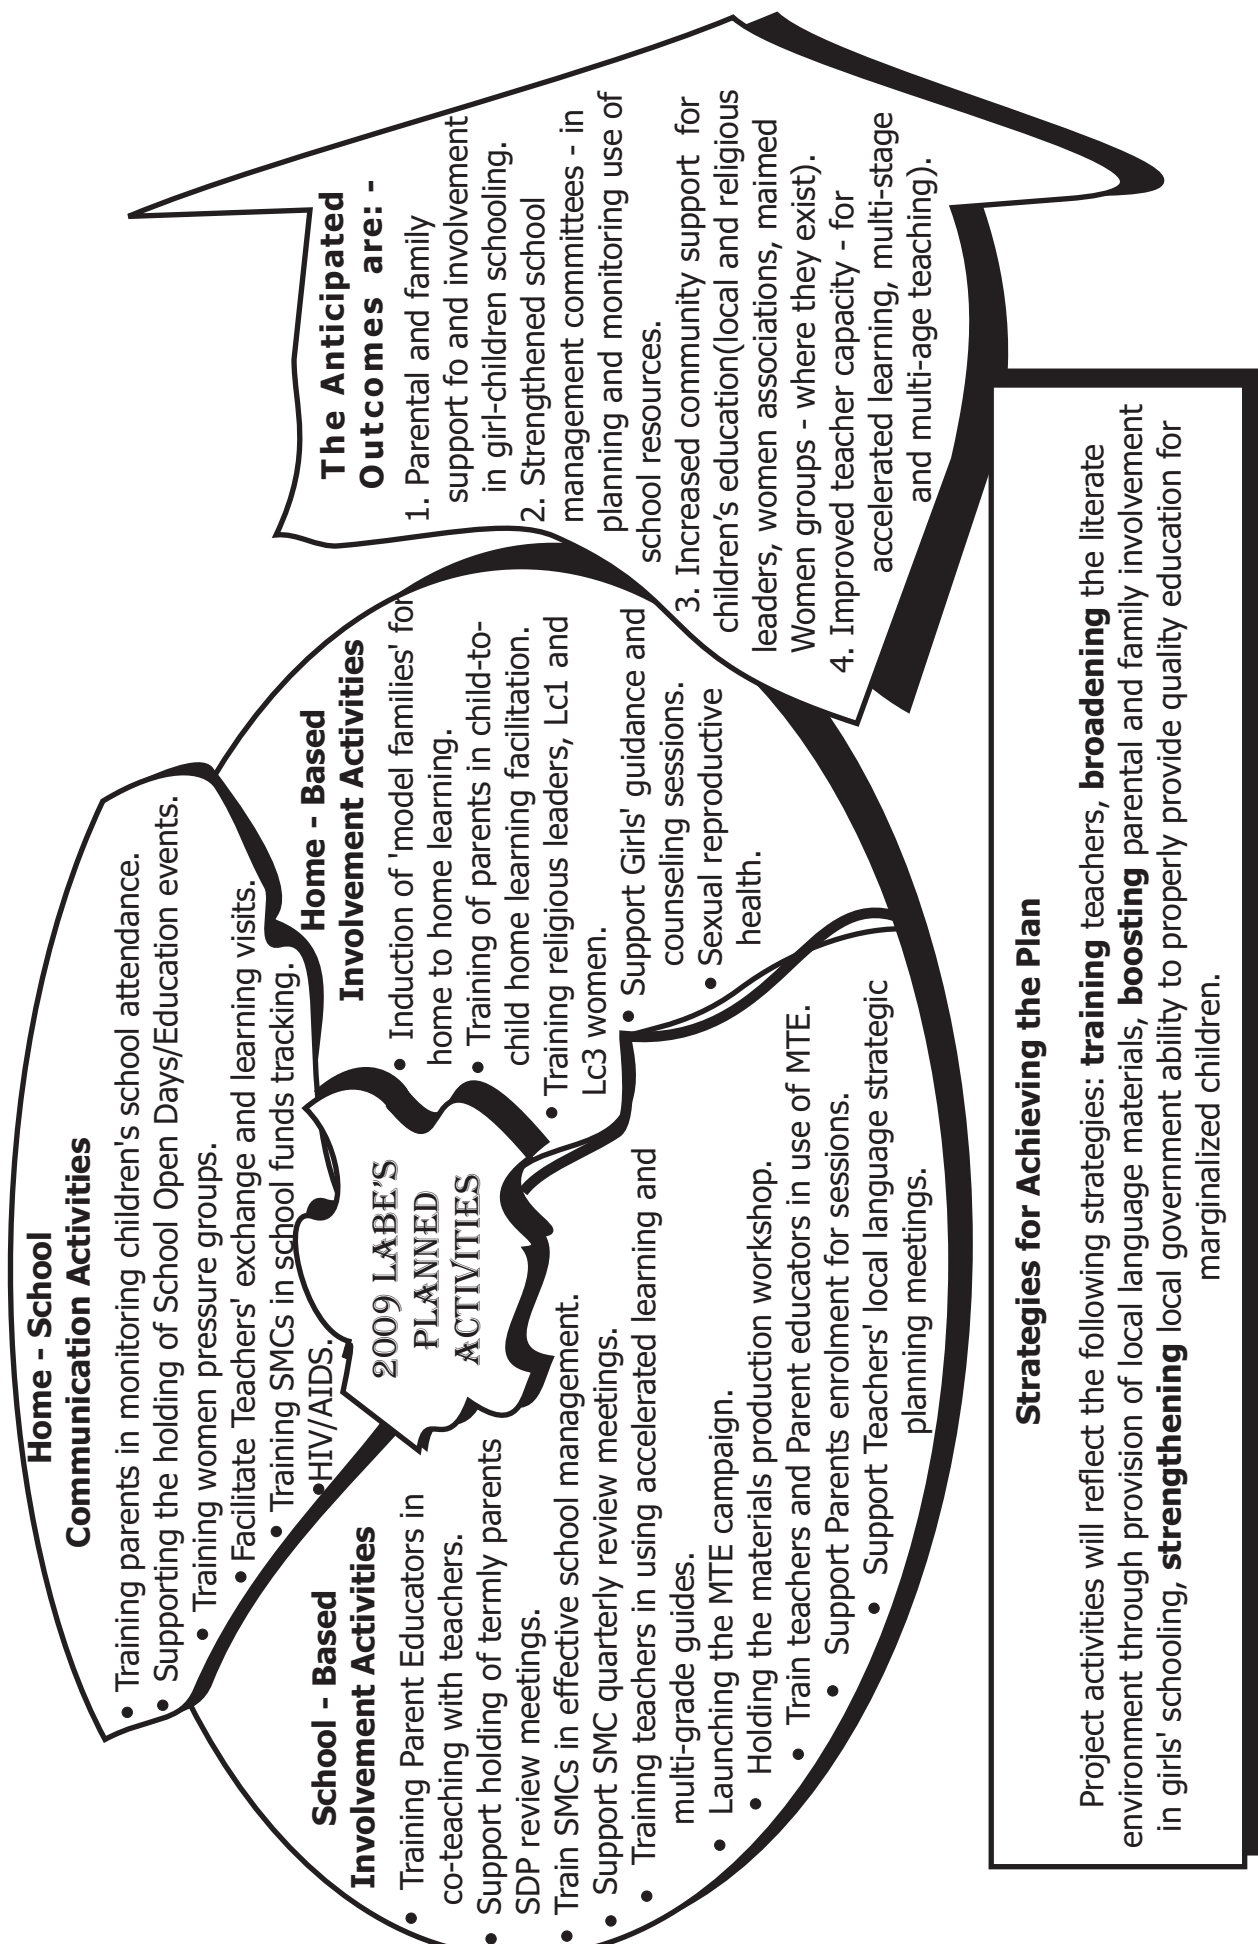 Home - School
Communication Activities
• Training parents in monitoring children's school attendance.
• Supporting the holding of School Open Days/Education events.
• Training women pressure groups.
• Facilitate Teachers' exchange and learning visits.
• Training SMCs in school funds tracking.
• HIV/AIDS.
2009 LABE'S
PLANNED
ACTIVITIES
School - Based
Involvement Activities
• Training Parent Educators in
co-teaching with teachers.
• Support holding of termly parents
SDP review meetings.
• Train SMCs in effective school management.
• Support SMC quarterly review meetings.
• Training teachers in using accelerated learning and
multi-grade guides.
• Launching the MTE campaign.
• Holding the materials production workshop.
• Train teachers and Parent educators in use of MTE.
• Support Parents enrolment for sessions.
• Support Teachers' local language strategic
planning meetings.
Home - Based
Involvement Activities
• Induction of 'model families' for
home to home learning.
• Training of parents in child-to-
child home learning facilitation.
• Training religious leaders, Lc1 and
Lc3 women.
• Support Girls' guidance and
counseling sessions.
• Sexual reproductive
health.
The Anticipated
Outcomes are: -
1. Parental and family
support fo and involvement
in girl-children schooling.
2. Strengthened school
management committees - in
planning and monitoring use of
school resources.
3. Increased community support for
children's education(local and religious
leaders, women associations, maimed
Women groups - where they exist).
4. Improved teacher capacity - for
accelerated learning, multi-stage
and multi-age teaching).
Strategies for Achieving the Plan
Project activities will reflect the following strategies: training teachers, broadening the literate
environment through provision of local language materials, boosting parental and family involvement
in girls' schooling, strengthening local government ability to properly provide quality education for
marginalized children.